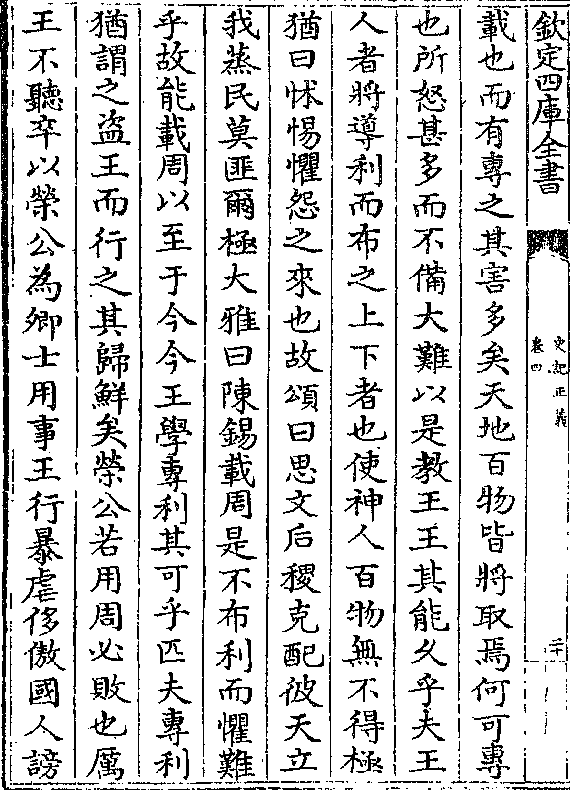 欽定四庫全書
史記正義
卷四
二十
載也而有專之其害多矣天地百物皆將取焉何可專
也所怒甚多而不備大難以是教王王其能久乎夫王
人者將導利而布之上下者也使神人百物無不得極
猶曰怵惕懼怨之來也故頌曰思文后稷克配彼天立
我蒸民莫匪爾極大雅曰陳錫載周是不布利而懼難
乎故能載周以至于今今王學專利其可乎匹夫專利
猶謂之盜王而行之其歸鮮矣榮公若用周必敗也厲
王不聽卒以榮公為卿士用事王行暴虐侈傲國人謗